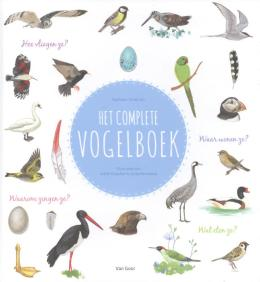 Hoe vliegen ze?
HET COMPLETE
VOGELBOEK
Waar wonen ze?
Waarom zingen ze?
Wat eten ze?
Van Goor